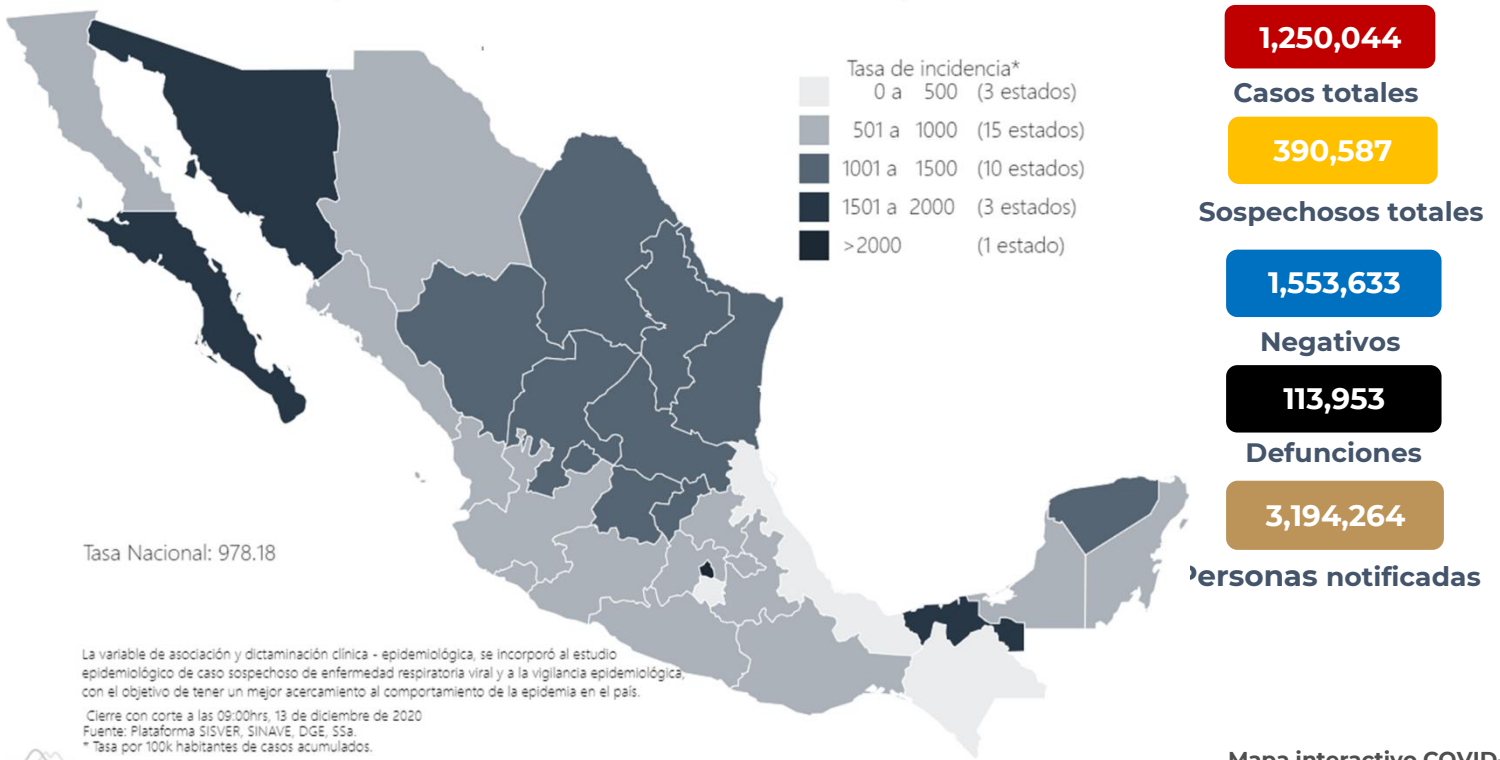 1,250,044
Casos totales
390,587
Sospechosos totales
1,553,633
Negativos
113,953
Defunciones
3,194,264
Personas notificadas
Tasa de incidencia*
0 a 500 (3 estados)
501 a 1000 (15 estados)
1001 a 1500 (10 estados)
1501 a 2000 (3 estados)
>2000 (1 estado)
Tasa Nacional: 978.18
La variable de asociación y dictaminación clínica - epidemiológica, se incorporó al estudio
epidemiológico de caso sospechoso de enfermedad respiratoria viral y a la vigilancia epidemiológica,
con el objetivo de tener un mejor acercamiento al comportamiento de la epidemia en el país.
Cierre con corte a las 09:00hrs, 13 de diciembre de 2020
Fuente: Plataforma SISVER, SINAVE, DGE, SSa.
* Tasa por 100k habitantes de casos acumulados.
Mapa interactivo COVID-